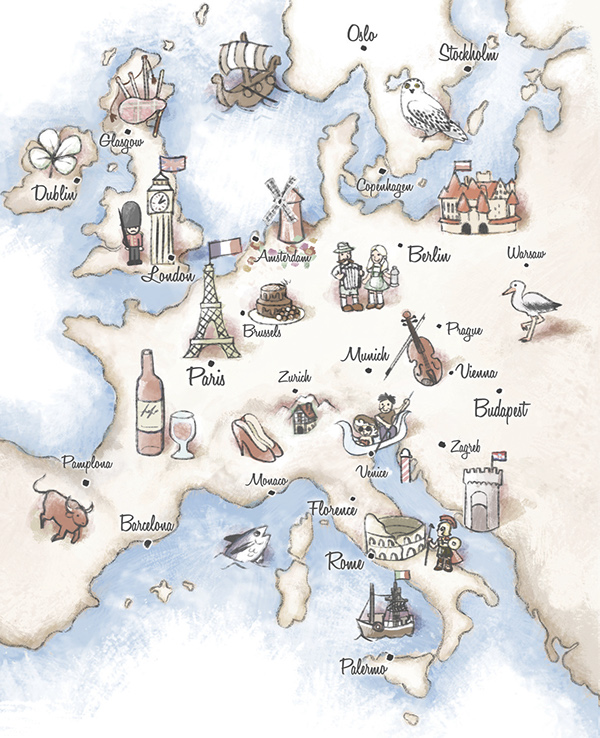 Oslo
Stockholm
Glasgow
Dublin
Copenhagen
London
Amsterdam
Berlin
Warsaw
Brussels
Prague
Paris
Zurich
Munich
Vienna
Budapest
Pamplona
Monaco
Venice
Zagreb
Barcelona
Florence
Rome
Palermo